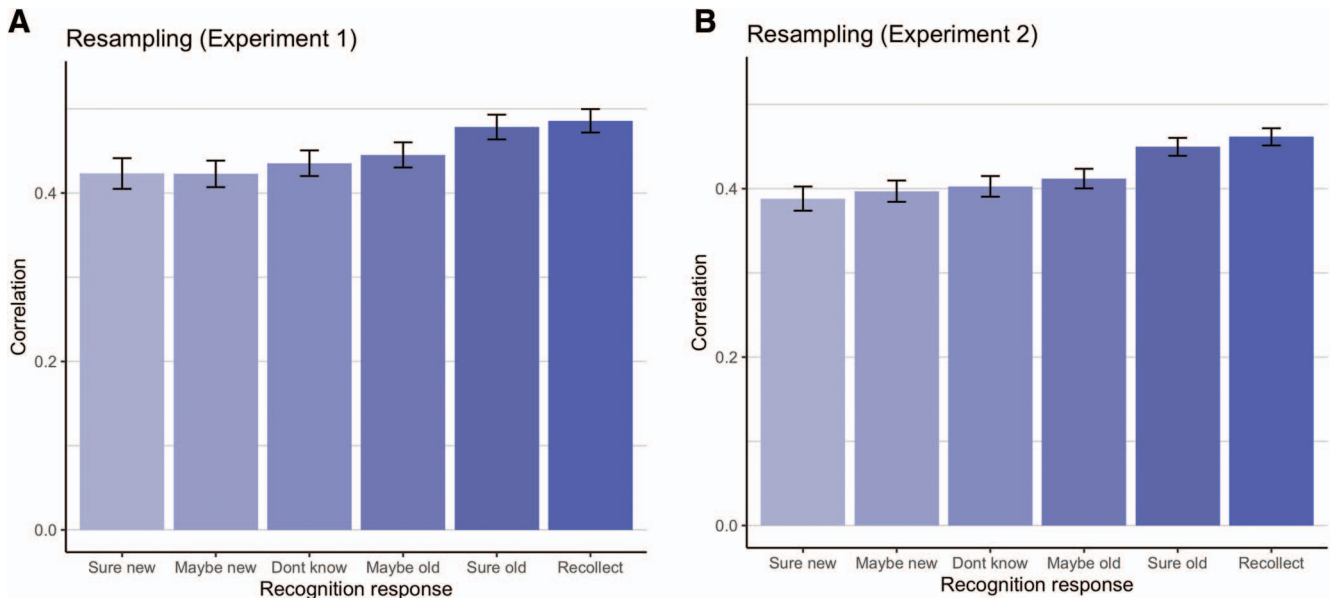 A
Resampling (Experiment 1)
Correlation
0.4
0.2
0.0
Sure new Maybe new Dont know Maybe old Sure old Recollect
Recognition response
B
Resampling (Experiment 2)
Correlation
0.4
0.2
0.0
Sure new Maybe new Dont know Maybe old Sure old Recollect
Recognition response